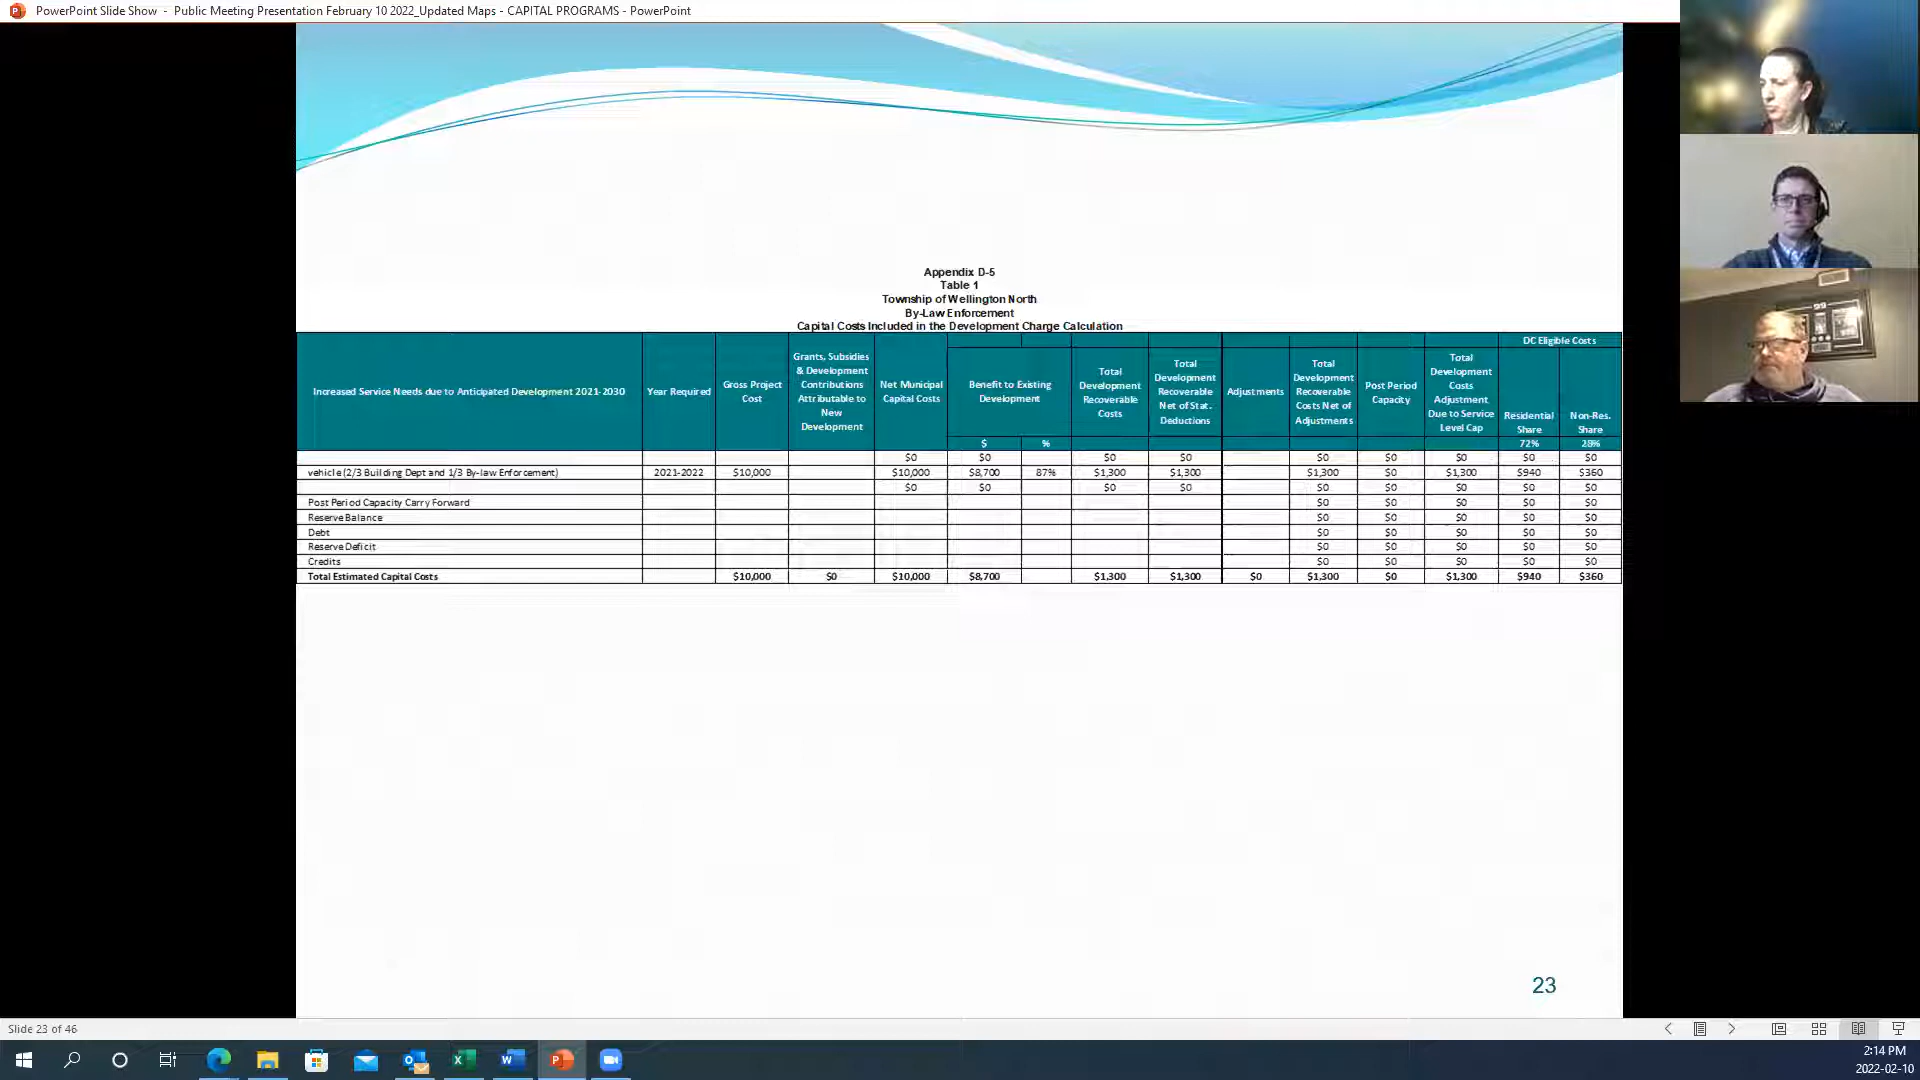 PowerPoint Slide Show - Public Meeting Presentation February 10 2022_Updated Maps - CAPITAL PROGRAMS - PowerPoint
Appendix D-5
Table 1
Township of Wellington North
By-Law Enforcement
Capital Costs Included in the Development Charge Calculation
Increased Service Needs due to Anticipated Development 2021-2030
Year Required
Gross Project
Cost
Grants, Subsidies
& Development
Contributions
Attributable to
New
Development
Net Municipal
Capital Costs
Benefit to Existing
Development
$ %
Total
Development
Recoverable
Costs
Total
Development
Recoverable
Net of Stat.
Deductions
Adjustments
Total
Development
Recoverable
Costs Net of
Adjustments
Post Period
Capacity
Total
Development
Costs
Adjustment
Due to Service
Level Cap
DC Eligible Costs
Residential
Share
72%
Non-Res.
Share
28%
$0 $0 $0 $0 $0 $0 $0 $0 $0
vehicle (2/3 Building Dept and 1/3 By-law Enforcement) 2021-2022 $10,000 $10,000 $8,700 87% $1,300 $1,300 $1,300 $0 $1,300 $940 $360
$0 $0 $0 $0 $0 $0 $0 $0 $0
Post Period Capacity Carry Forward $0 $0 $0 $0 $0
Reserve Balance $0 $0 $0 $0 $0
Debt $0 $0 $0 $0 $0
Reserve Deficit $0 $0 $0 $0 $0
Credits $0 $0 $0 $0 $0
Total Estimated Capital Costs $10,000 $0 $10,000 $8,700 $1,300 $1,300 $0 $1,300 $0 $1,300 $940 $360
23
Slide 23 of 46
2:14 PM
2022-02-10